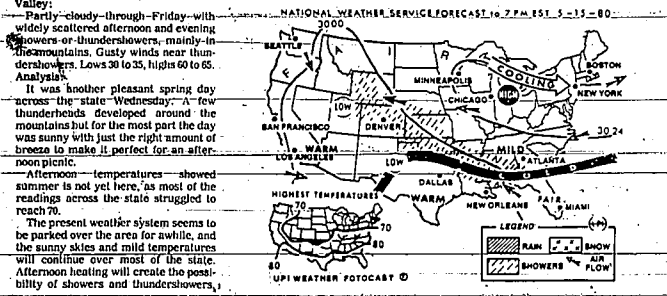 Valley:
Partly cloudy through Friday with
widely scattered afternoon and evening
showers or thundershowers, mainly in
the mountains. Gusty winds near thun-
dershowers. Lows 30 to 35, highs 60 to 65.
Analysis
It was another pleasant spring day
across the state Wednesday. A few
thunderheads developed around the
mountains but for the most part the day
was sunny with just the right amount of
breeze to make it perfect for an after-
noon picnic.
Afternoon temperatures showed
summer is not yet here, as most of the
readings across the state struggled to
reach 70.
The present weather system seems to
be parked over the area for awhile, and
the sunny skies and mild temperatures
will continue over most of the state.
Afternoon heating will create the possi-
bility of showers and thundershowers,
NATIONAL WEATHER SERVICE FORECAST to 7 PM EST 5-15-80
30.00
SEATTLE
F A I R
MINNEAPOLIS
COOLING
BOSTON
NEW YORK
CHICAGO
HIGH
LOW
DENVER
30.24
SAN FRANCISCO
WARM
LOS ANGELES
MILD
ATLANTA
LOW
DALLAS
WARM
NEW ORLEANS
FAIR
MIAMI
HIGHEST TEMPERATURES
70
70
80
80
UPI WEATHER FOTOCAST ©
LEGEND
RAIN
SNOW
SHOWERS
AIR FLOW